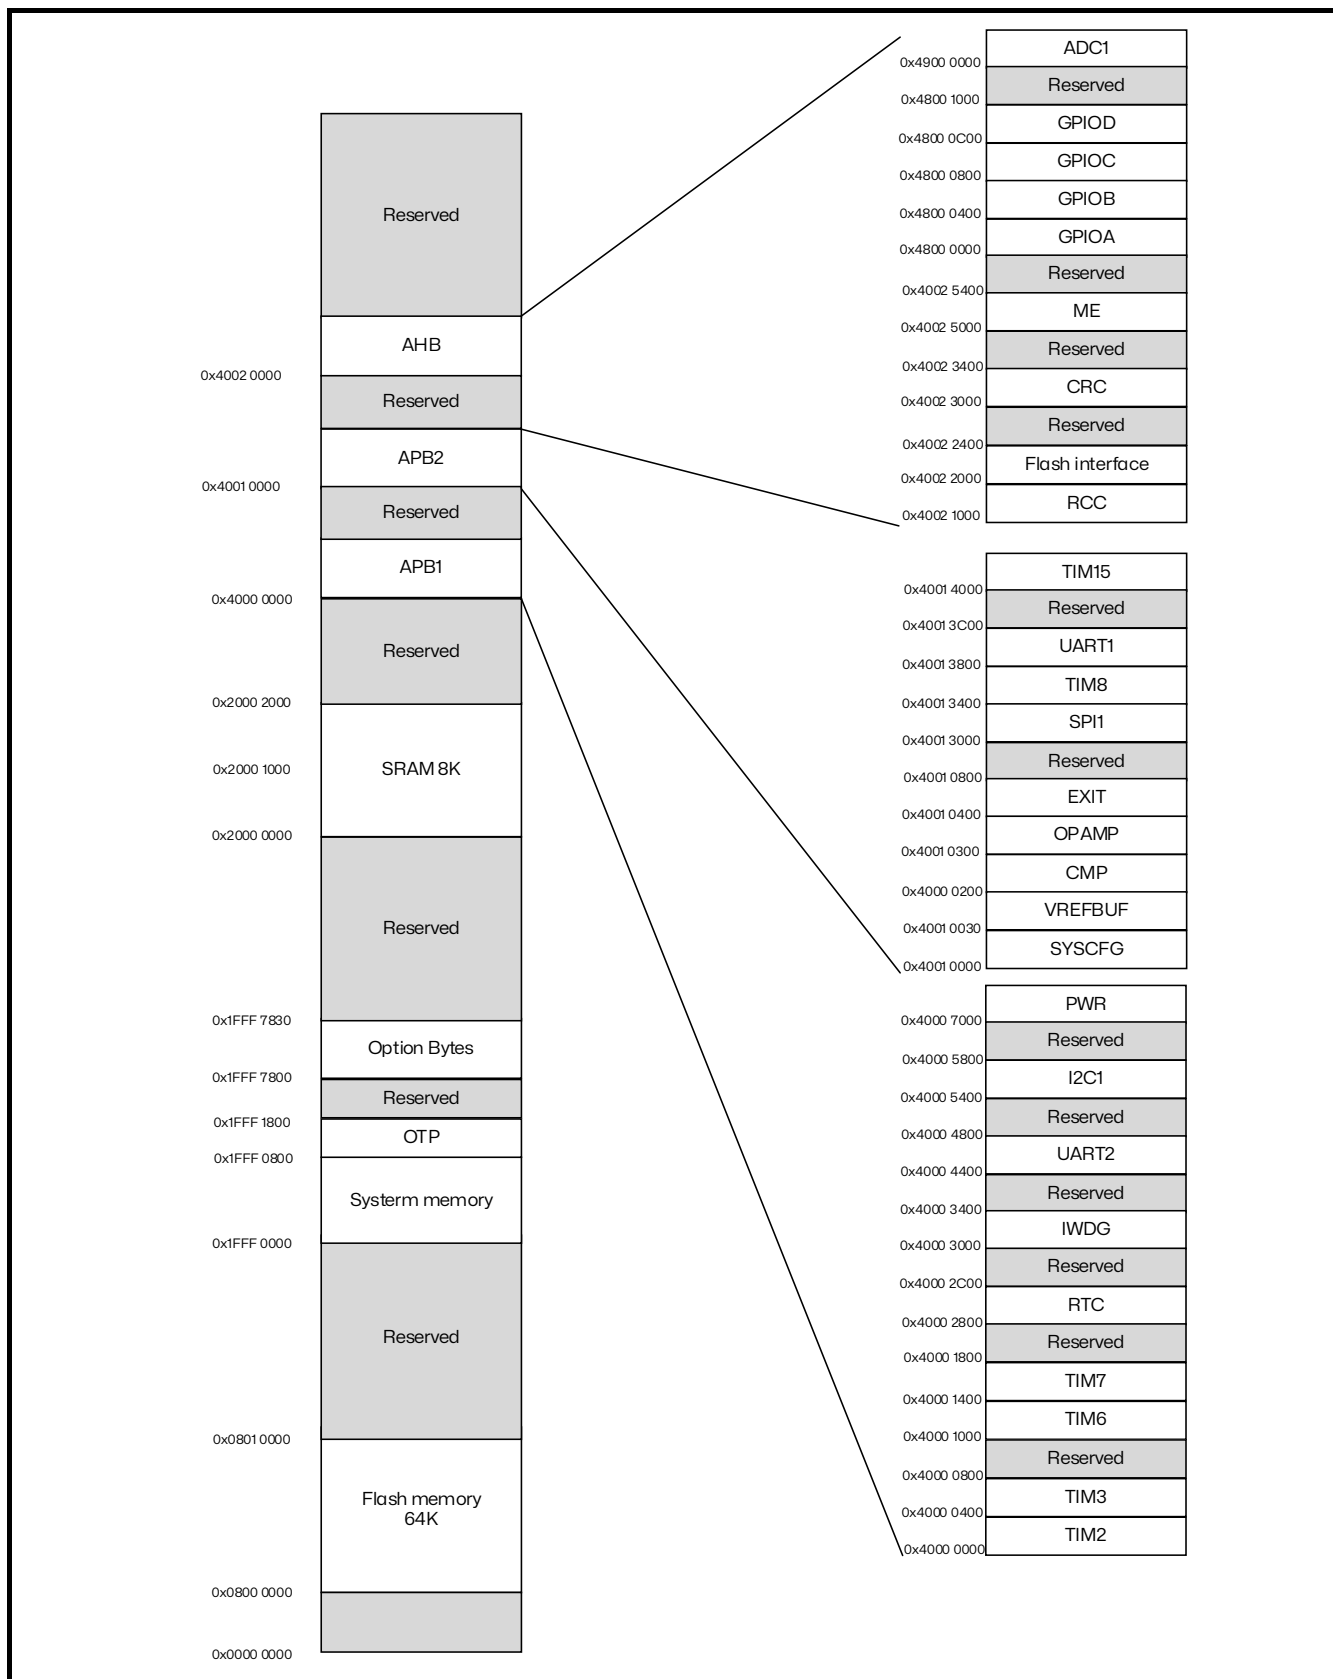 Reserved
AHB
0x4002 0000
Reserved
APB2
0x4001 0000
Reserved
APB1
0x4000 0000
Reserved
0x2000 2000
SRAM 8K
0x2000 1000
0x2000 0000
Reserved
0x1FFF 7830
Option Bytes
0x1FFF 7800
Reserved
0x1FFF 1800
OTP
0x1FFF 0800
Systerm memory
0x1FFF 0000
Reserved
0x0801 0000
Flash memory
64K
0x0800 0000
0x0000 0000
ADC1
0x4900 0000
Reserved
0x4800 1000
GPIOD
0x4800 0C00
GPIOC
0x4800 0800
GPIOB
0x4800 0400
GPIOA
0x4800 0000
Reserved
0x4002 5400
ME
0x4002 5000
Reserved
0x4002 3400
CRC
0x4002 3000
Reserved
0x4002 2400
Flash interface
0x4002 2000
RCC
0x4002 1000
TIM15
0x4001 4000
Reserved
0x4001 3C00
UART1
0x4001 3800
TIM8
0x4001 3400
SPI1
0x4001 3000
Reserved
0x4001 0800
EXIT
0x4001 0400
OPAMP
0x4001 0300
CMP
0x4000 0200
VREFBUF
0x4001 0030
SYSCFG
0x4001 0000
PWR
0x4000 7000
Reserved
0x4000 5800
I2C1
0x4000 5400
Reserved
0x4000 4800
UART2
0x4000 4400
Reserved
0x4000 3400
IWDG
0x4000 3000
Reserved
0x4000 2C00
RTC
0x4000 2800
Reserved
0x4000 1800
TIM7
0x4000 1400
TIM6
0x4000 1000
Reserved
0x4000 0800
TIM3
0x4000 0400
TIM2
0x4000 0000